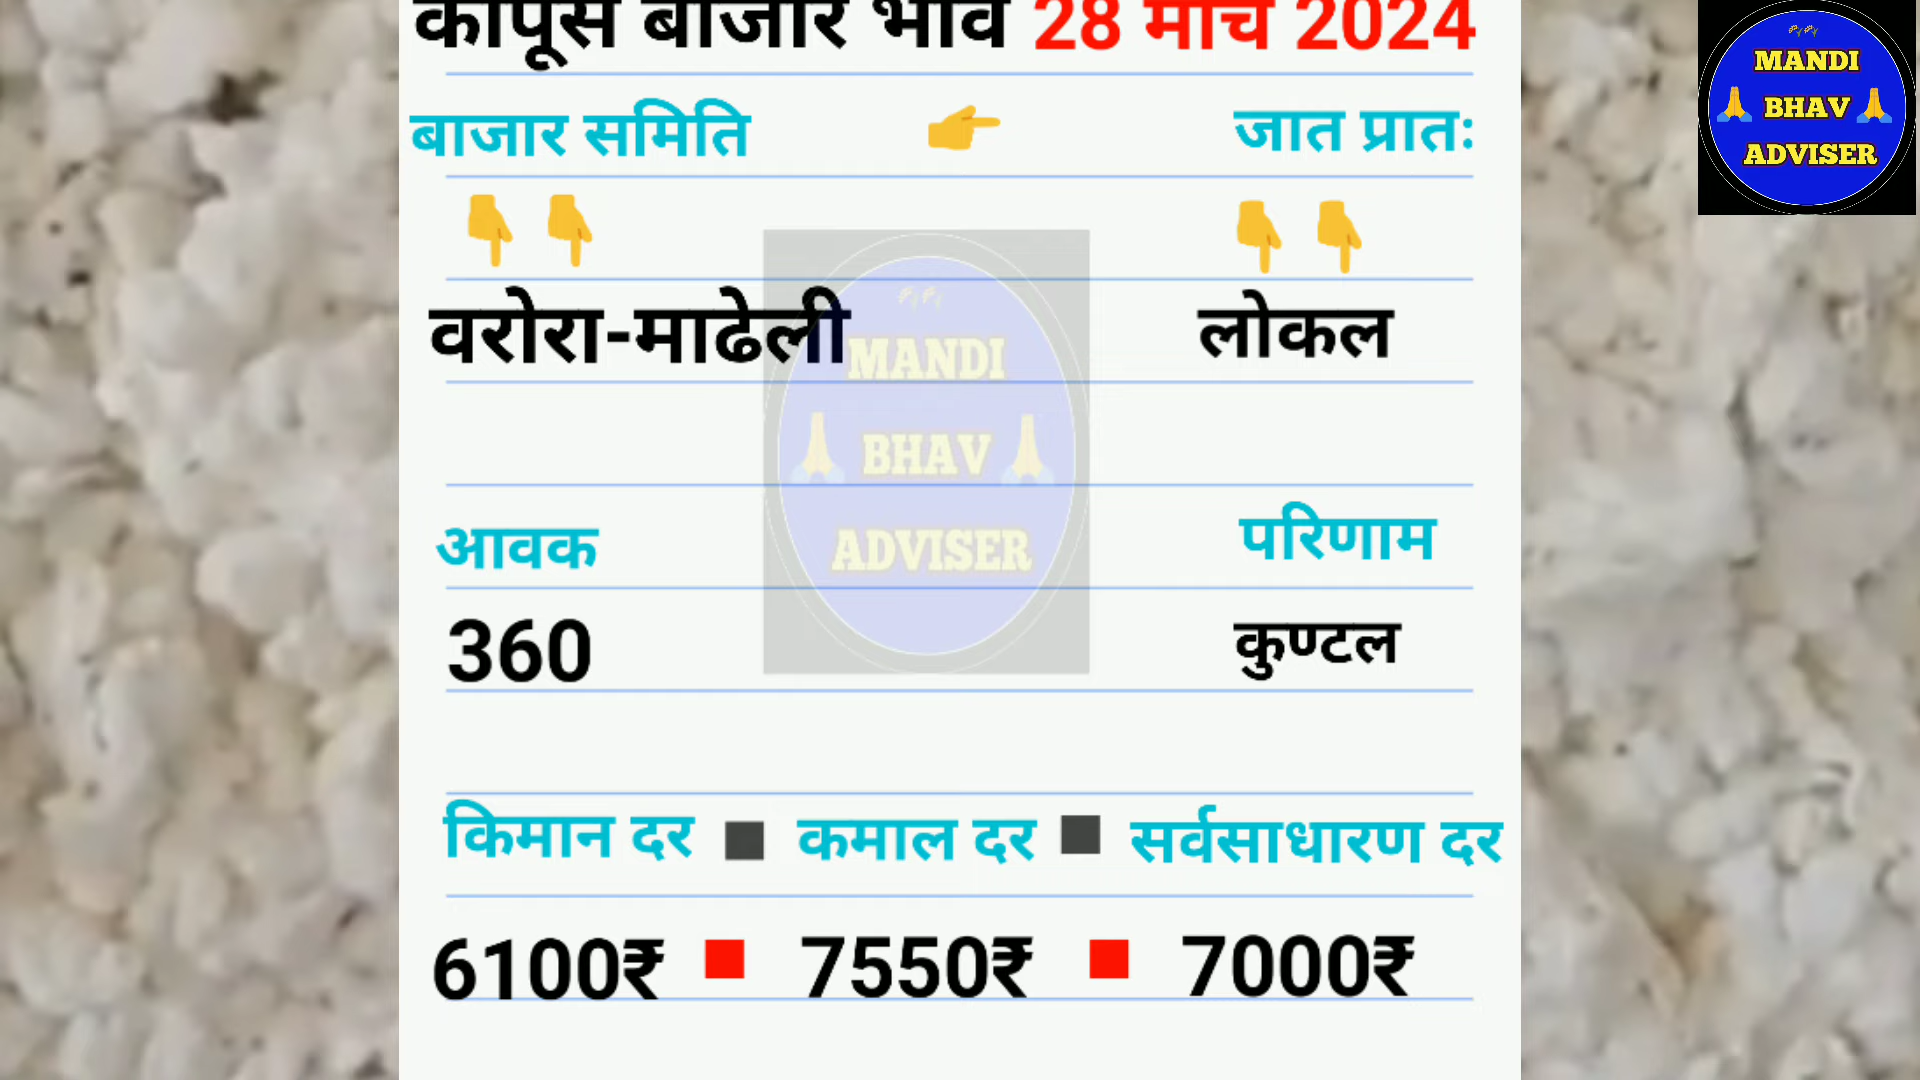 कापूस बाजार भाव 28 मार्च 2024
बाजार समिति 👉 जात प्रातः
👇👇 👇👇
वरोरा-माढेली लोकल
आवक परिणाम
360 कुण्टल
किमान दर ◼ कमाल दर ◼ सर्वसाधारण दर
6100₹ 🟥 7550₹ 🟥 7000₹
MANDI
BHAV
ADVISER
MANDI
🙏 BHAV 🙏
ADVISER